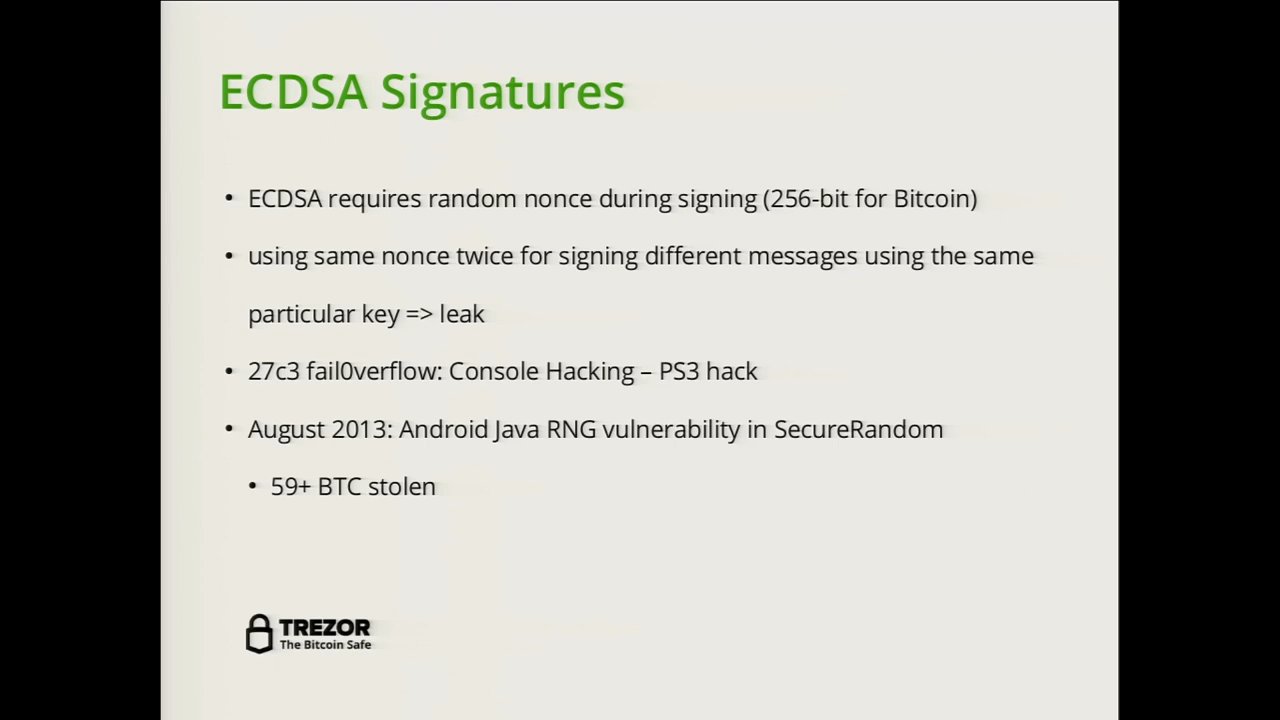 ECDSA Signatures
• ECDSA requires random nonce during signing (256-bit for Bitcoin)
• using same nonce twice for signing different messages using the same
particular key => leak
• 27c3 fail0verflow: Console Hacking – PS3 hack
• August 2013: Android Java RNG vulnerability in SecureRandom
• 59+ BTC stolen
TREZOR
The Bitcoin Safe